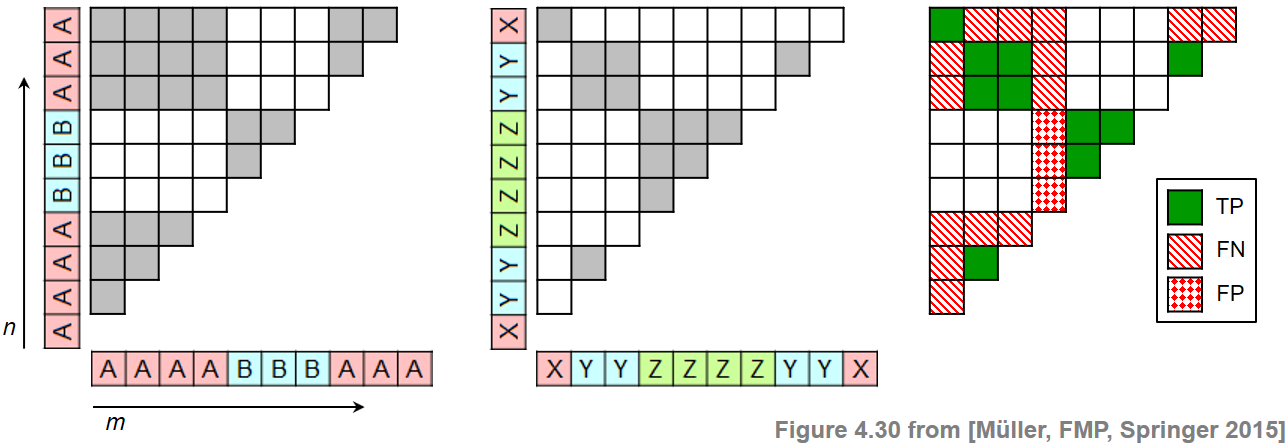 A A A B B B A A A A
n
A A A A B B B A A A
m
X Y Y Z Z Z Z Y Y X
X Y Y Z Z Z Z Y Y X
TP
FN
FP
Figure 4.30 from [Müller, FMP, Springer 2015]